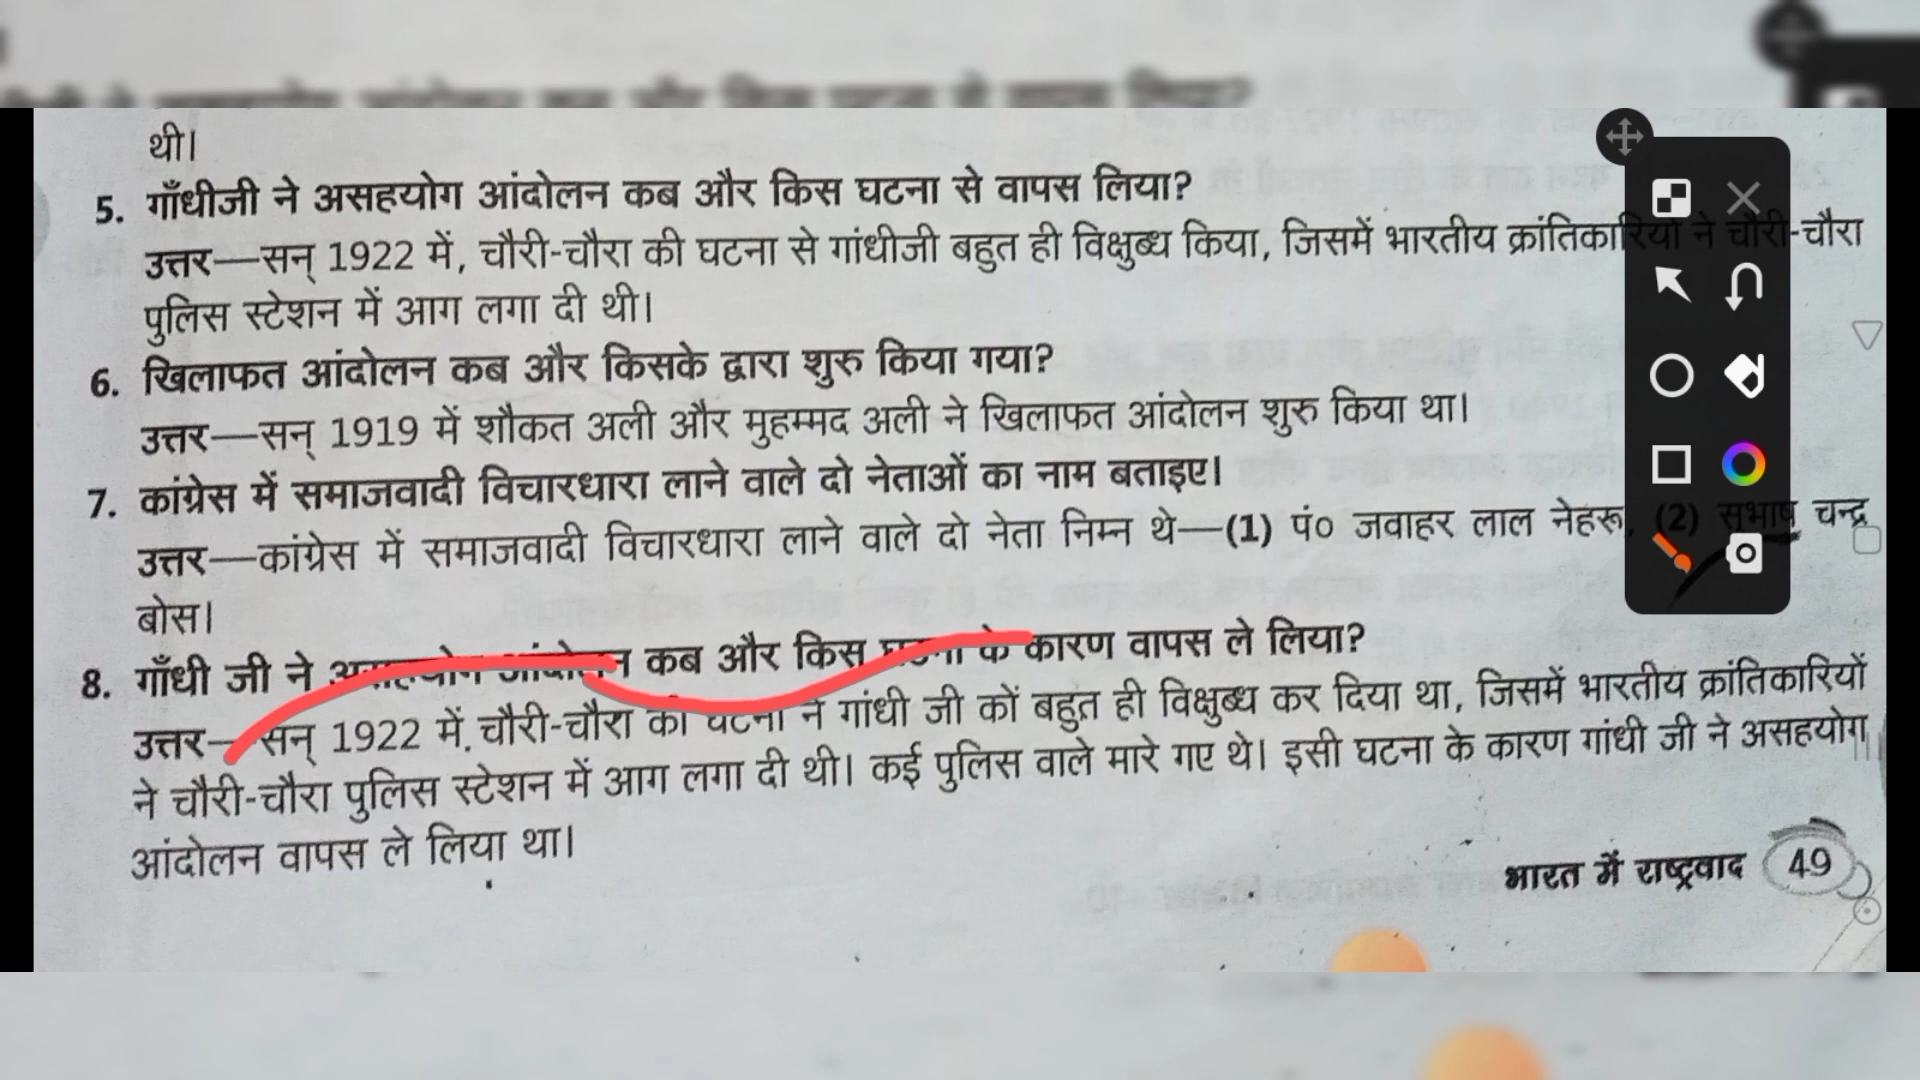 थी।
5. गाँधीजी ने असहयोग आंदोलन कब और किस घटना से वापस लिया?
उत्तर—सन् 1922 में, चौरी-चौरा की घटना से गांधीजी बहुत ही विक्षुब्ध किया, जिसमें भारतीय क्रांतिकारियों ने चौरी-चौरा
पुलिस स्टेशन में आग लगा दी थी।
6. खिलाफत आंदोलन कब और किसके द्वारा शुरु किया गया?
उत्तर—सन् 1919 में शौकत अली और मुहम्मद अली ने खिलाफत आंदोलन शुरु किया था।
7. कांग्रेस में समाजवादी विचारधारा लाने वाले दो नेताओं का नाम बताइए।
उत्तर—कांग्रेस में समाजवादी विचारधारा लाने वाले दो नेता निम्न थे—(1) पं० जवाहर लाल नेहरू, (2) सुभाष चन्द्र
बोस।
8. गाँधी जी ने असहयोग आंदोलन कब और किस घटना के कारण वापस ले लिया?
उत्तर—सन् 1922 में, चौरी-चौरा की घटना ने गांधी जी कों बहुत ही विक्षुब्ध कर दिया था, जिसमें भारतीय क्रांतिकारियों
ने चौरी-चौरा पुलिस स्टेशन में आग लगा दी थी। कई पुलिस वाले मारे गए थे। इसी घटना के कारण गांधी जी ने असहयोग
आंदोलन वापस ले लिया था।
भारत में राष्ट्रवाद 49